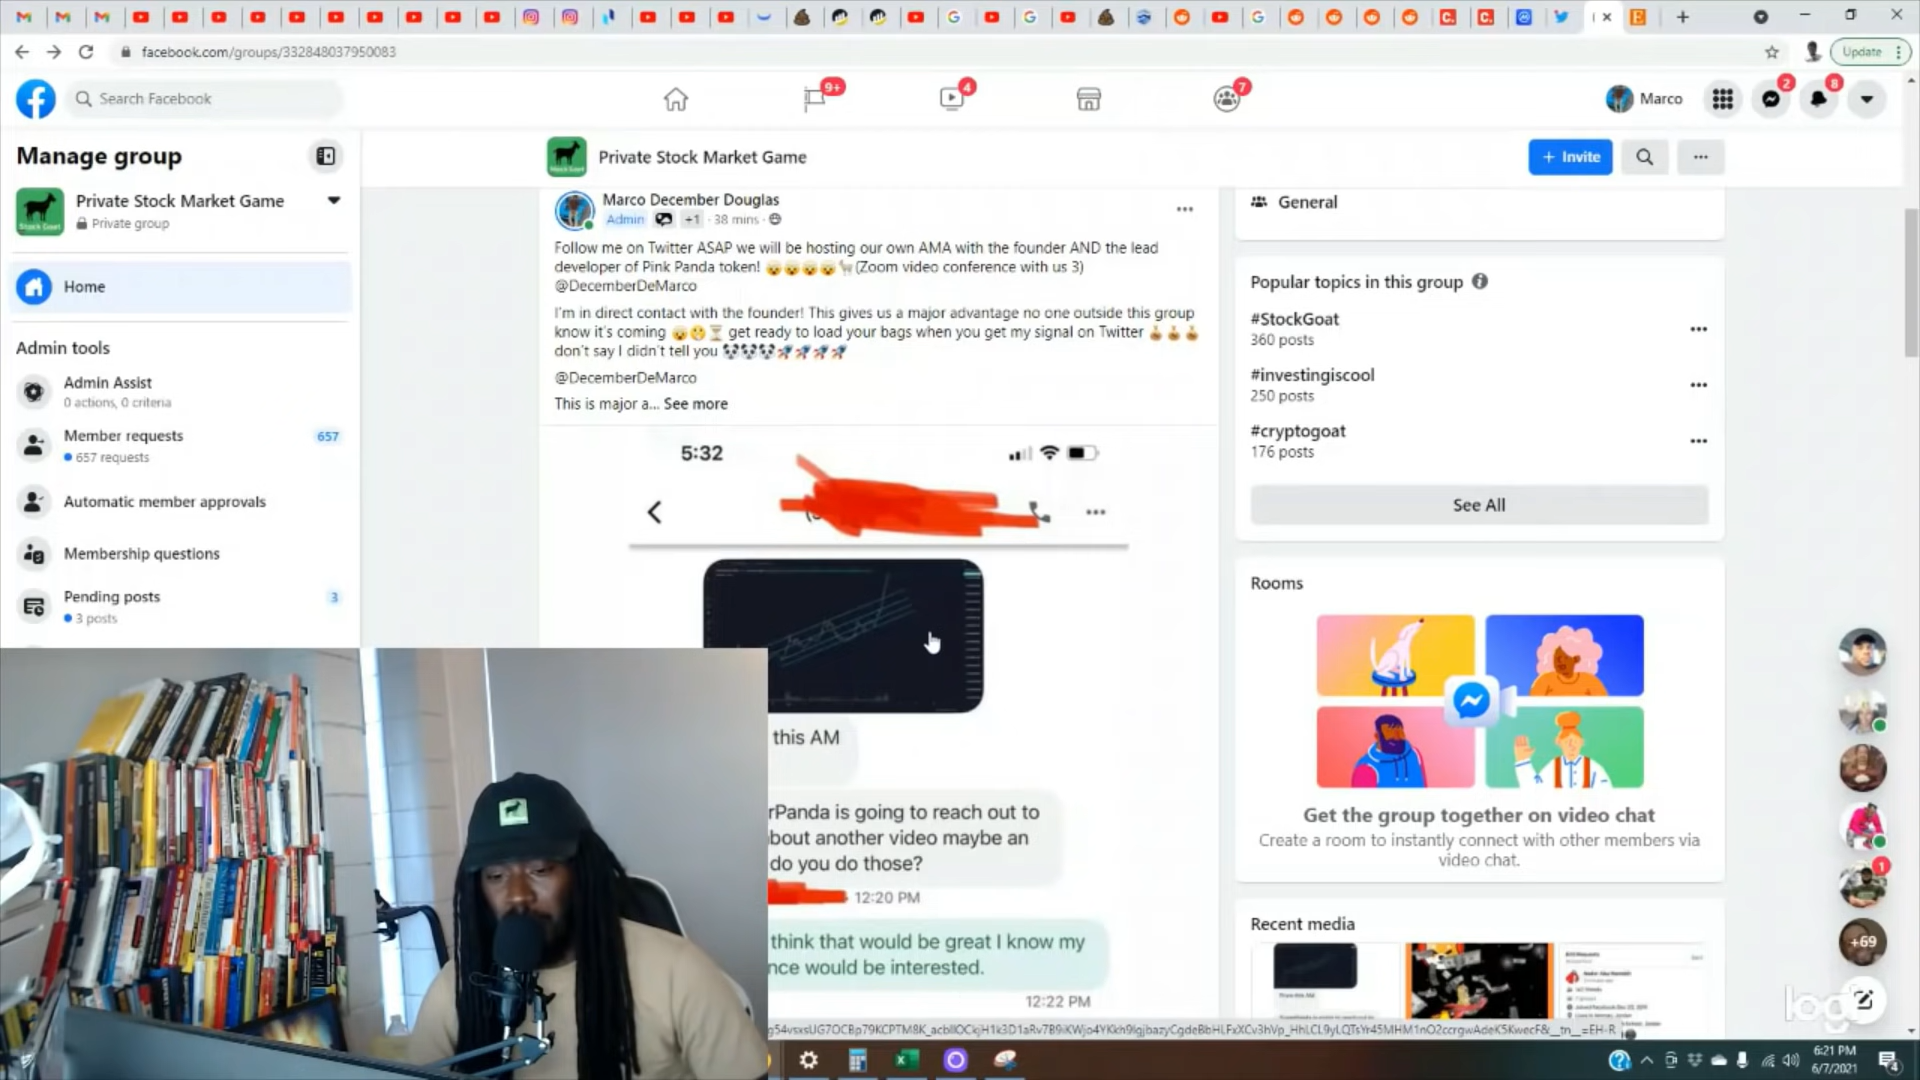 facebook.com/groups/332848037950083
Update
Search Facebook
9+
4
7
Marco
2
8
Manage group
Private Stock Market Game
Private group
Home
Admin tools
Admin Assist
0 actions, 0 criteria
Member requests
657
657 requests
Automatic member approvals
Membership questions
Pending posts
3
3 posts
Private Stock Market Game
+ Invite
Marco December Douglas
Admin
+1 · 38 mins ·
Follow me on Twitter ASAP we will be hosting our own AMA with the founder AND the lead
developer of Pink Panda token! 😲😲😲😲🐐(Zoom video conference with us 3)
@DecemberDeMarco
I'm in direct contact with the founder! This gives us a major advantage no one outside this group
know it's coming 😲🤭⏳ get ready to load your bags when you get my signal on Twitter 💰💰💰
don't say I didn't tell you 🐼🐼🐼🚀🚀🚀🚀
@DecemberDeMarco
This is major a... See more
5:32
this AM
rPanda is going to reach out to
bout another video maybe an
do you do those?
12:20 PM
think that would be great I know my
nce would be interested.
12:22 PM
General
Popular topics in this group
#StockGoat
360 posts
#investingiscool
250 posts
#cryptogoat
176 posts
See All
Rooms
Get the group together on video chat
Create a room to instantly connect with other members via
video chat.
Recent media
1
+69
6:21 PM
6/7/2021
4